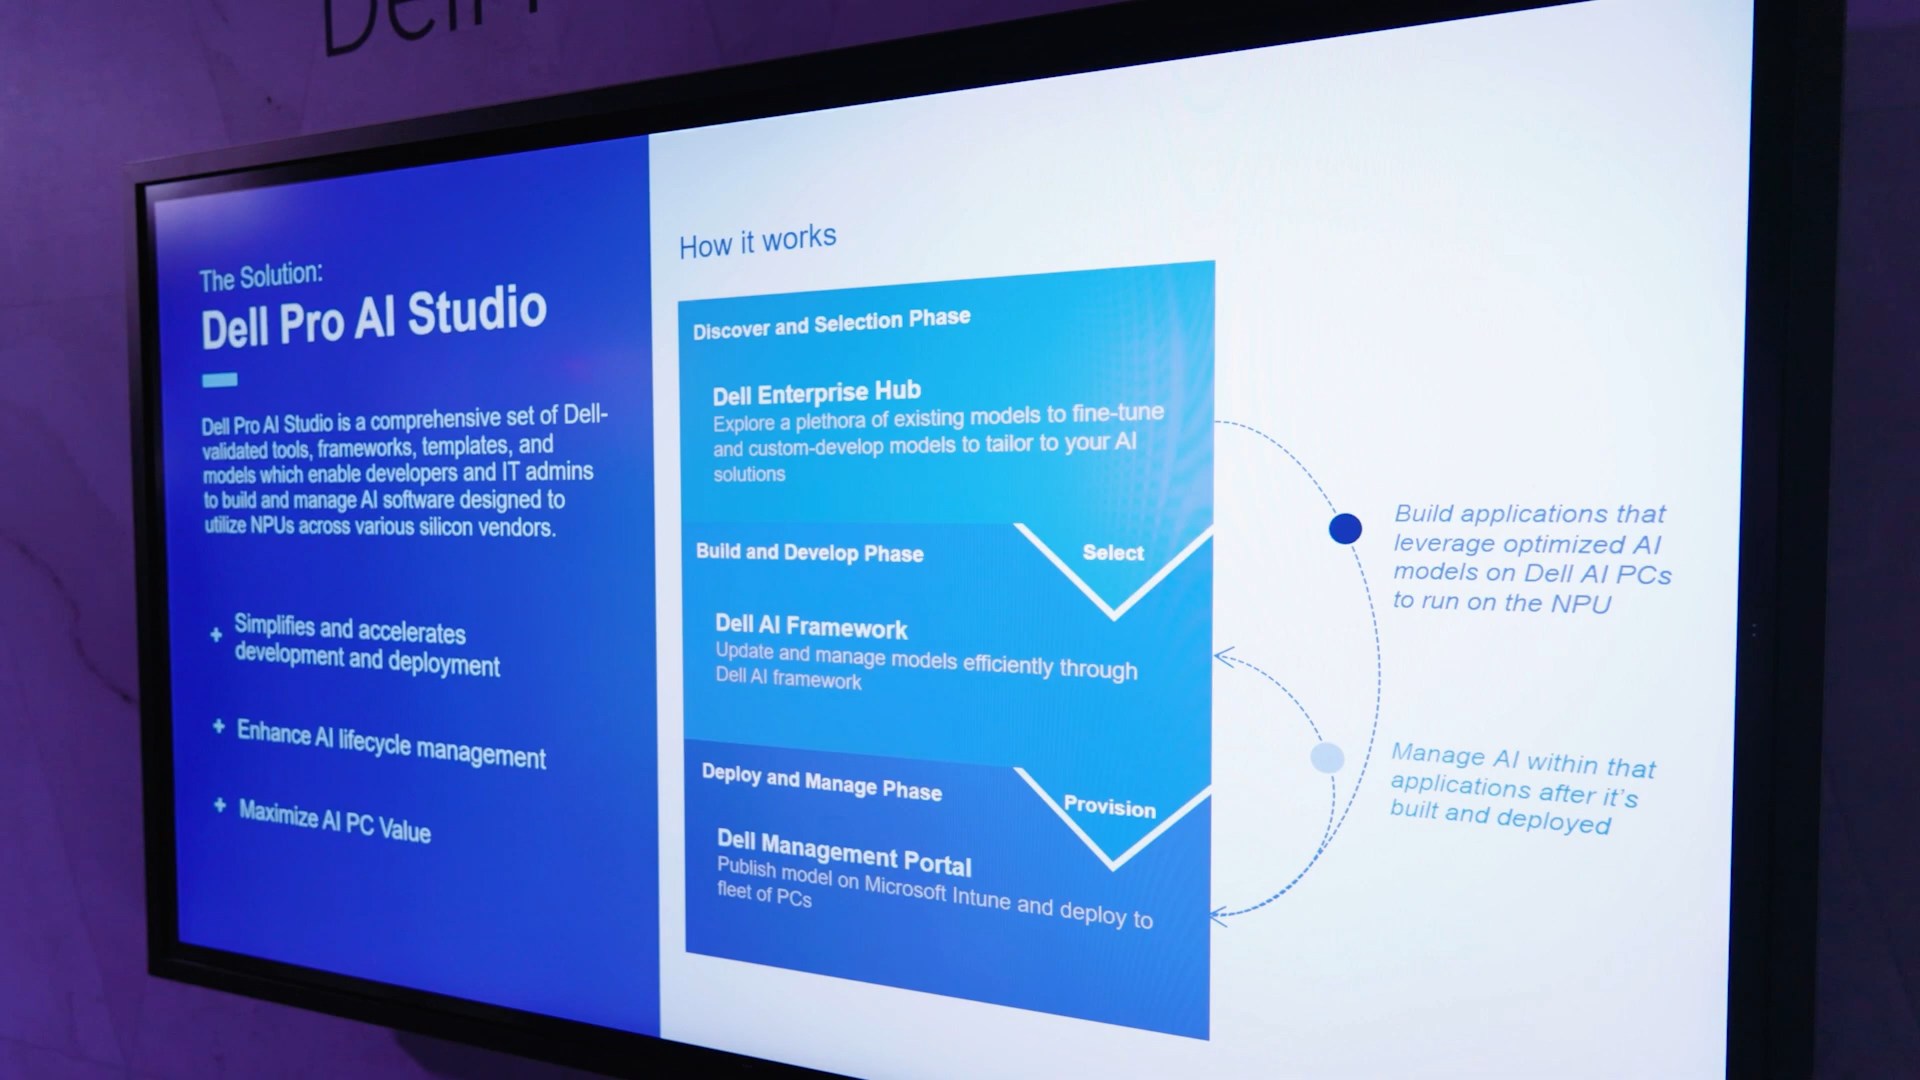 Dell
The Solution:
Dell Pro AI Studio
Dell Pro AI Studio is a comprehensive set of Dell-
validated tools, frameworks, templates, and
models which enable developers and IT admins
to build and manage AI software designed to
utilize NPUs across various silicon vendors.
+ Simplifies and accelerates
development and deployment
+ Enhance AI lifecycle management
+ Maximize AI PC Value
How it works
Discover and Selection Phase
Dell Enterprise Hub
Explore a plethora of existing models to fine-tune
and custom-develop models to tailor to your AI
solutions
Select
Build and Develop Phase
Dell AI Framework
Update and manage models efficiently through
Dell AI framework
Provision
Deploy and Manage Phase
Dell Management Portal
Publish model on Microsoft Intune and deploy to
fleet of PCs
Build applications that
leverage optimized AI
models on Dell AI PCs
to run on the NPU
Manage AI within that
applications after it's
built and deployed